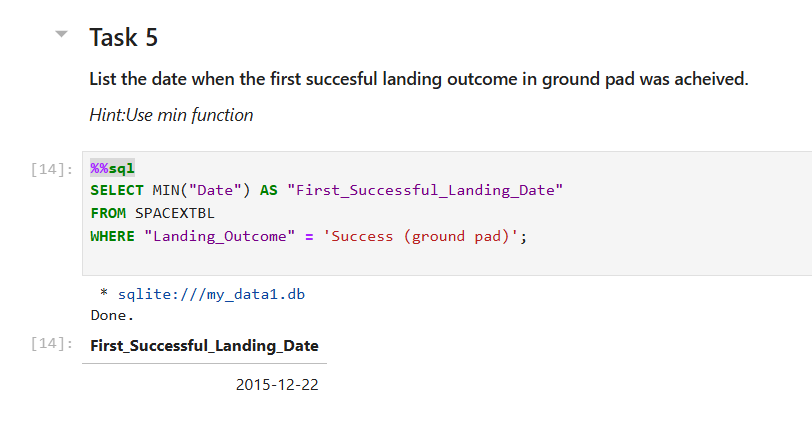 Task 5
List the date when the first succesful landing outcome in ground pad was acheived.
Hint:Use min function
[14]: %%sql
SELECT MIN("Date") AS "First_Successful_Landing_Date"
FROM SPACEXTBL
WHERE "Landing_Outcome" = 'Success (ground pad)';
* sqlite:///my_data1.db
Done.
[14]: First_Successful_Landing_Date
2015-12-22